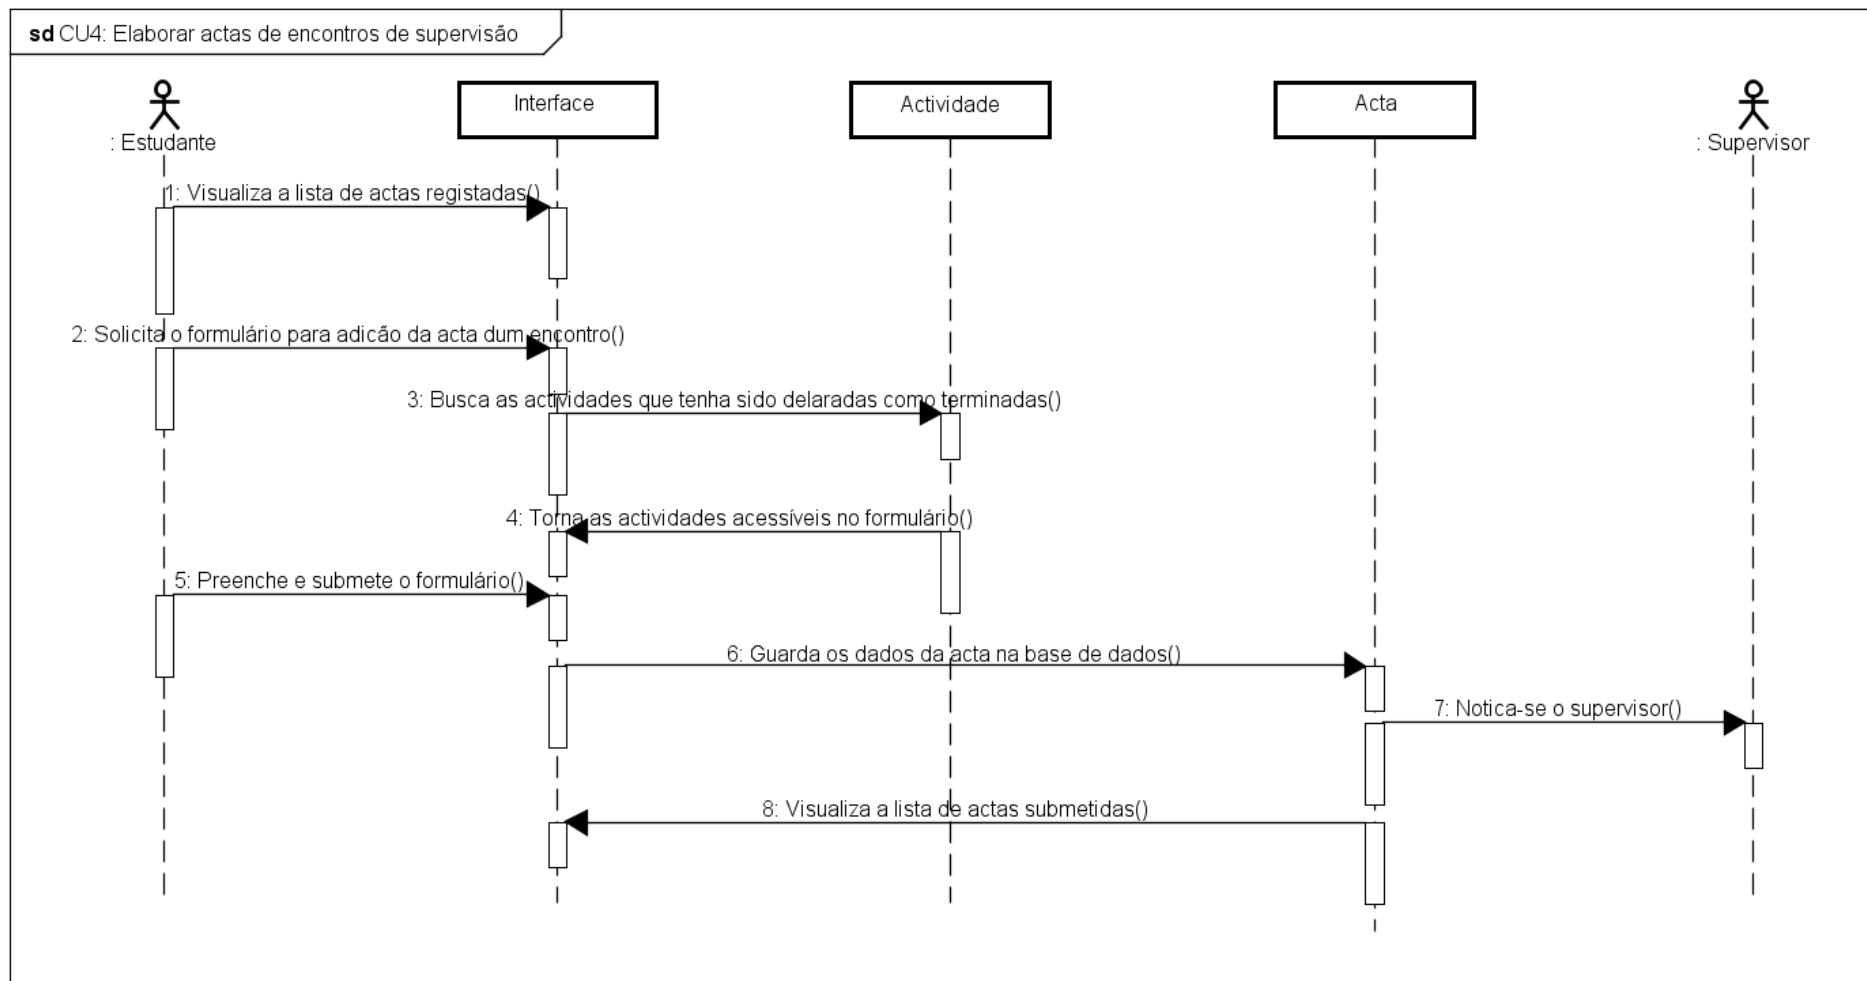 sd CU4: Elaborar actas de encontros de supervisão
Interface
Actividade
Acta
: Estudante
: Supervisor
1: Visualiza a lista de actas registadas()
2: Solicita o formulário para adicão da acta dum encontro()
3: Busca as actividades que tenha sido delaradas como terminadas()
4: Torna as actividades acessíveis no formulário()
5: Preenche e submete o formulário()
6: Guarda os dados da acta na base de dados()
7: Notica-se o supervisor()
8: Visualiza a lista de actas submetidas()